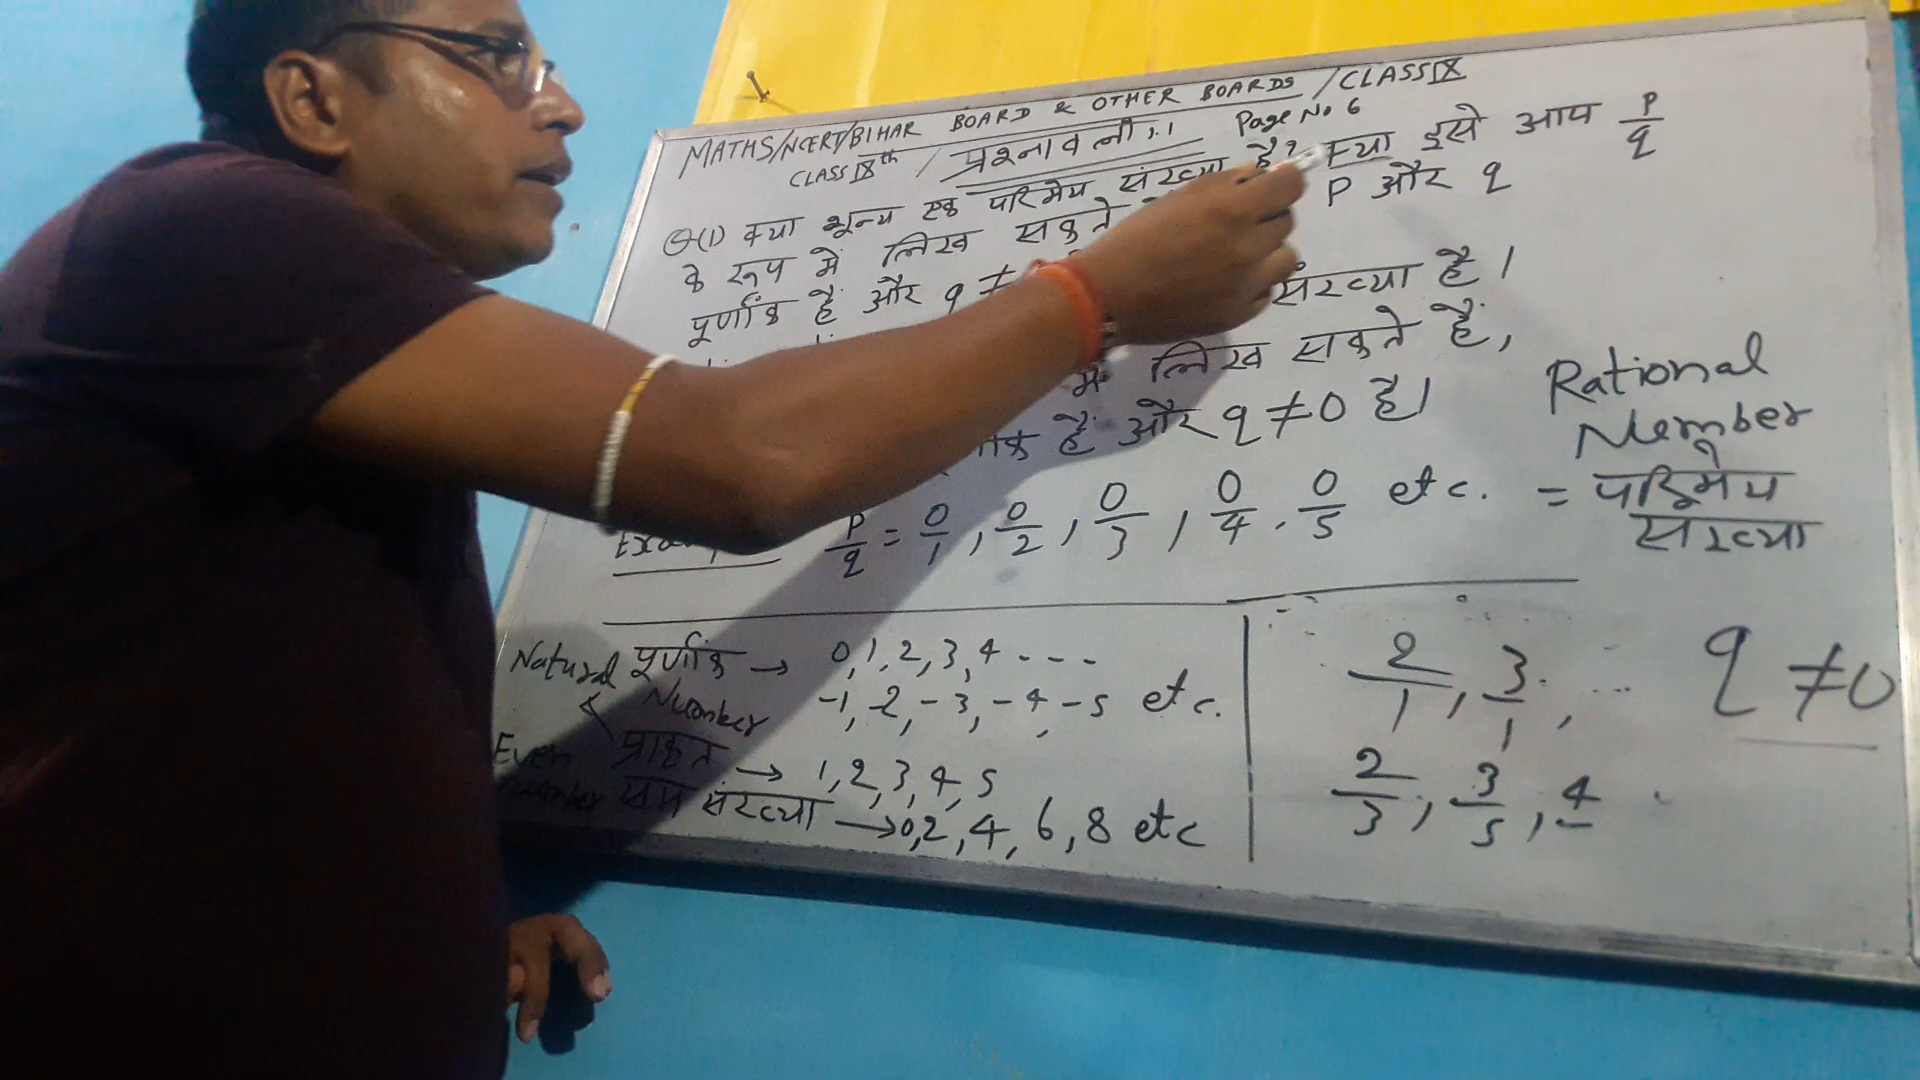 MATHS/NCERT/BIHAR BOARD & OTHER BOARDS /CLASS IX
CLASS IXth / प्रश्नावली 1.1 Page No 6
Q(1) क्या शून्य एक परिमेय संख्या है? क्या इसे आप P/q
के रूप में लिख सकते P और q
पूर्णांक हैं और q ≠
संख्या है।
में लिख सकते हैं,
हैं और q ≠ 0 है।
P/q = 0/1, 0/2, 0/3, 0/4, 0/5 etc.
Rational
Number
= परिमेय
संख्या
Natural पूर्णांक → 0, 1, 2, 3, 4 - - -
Number -1, -2, -3, -4, -5 etc.
प्राकृत → 1, 2, 3, 4, 5
Even
number सम संख्या → 0, 2, 4, 6, 8 etc
2/1, 3/1, q ≠ 0
2/3, 3/5, 4